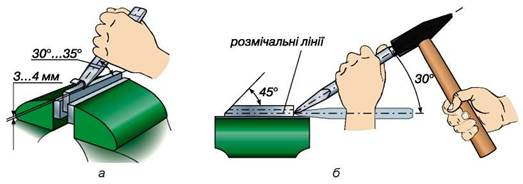 30°...35°
3...4 мм
а
розмічальні лінії
45°
30°
б